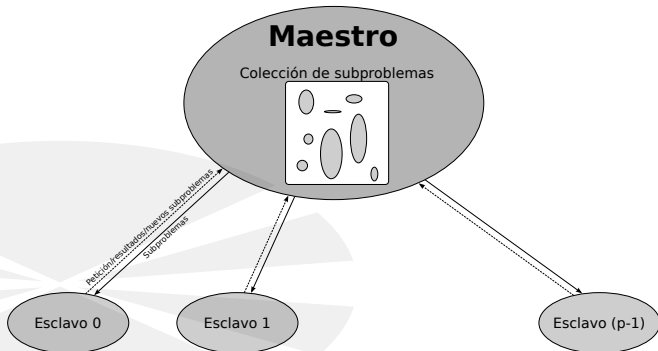 Maestro
Colección de subproblemas
Petición/resultados/nuevos subproblemas
Subproblemas
Esclavo 0
Esclavo 1
Esclavo (p-1)